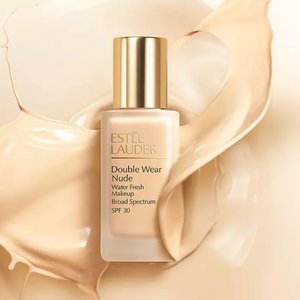 ESTĒE
LAUDER
Double Wear
Nude
Water Fresh
Makeup
Broad Spectrum
SPF 30